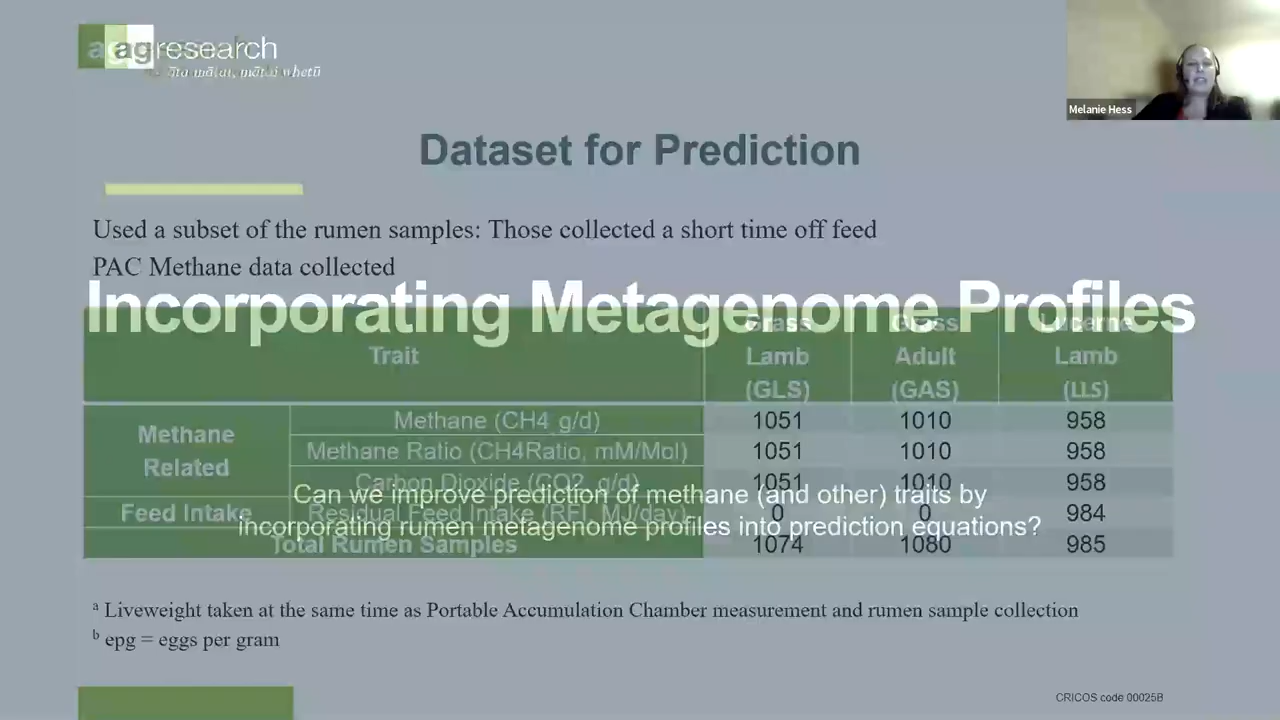 agresearch
āta mātai, mātai whetū
Melanie Hess
Dataset for Prediction
Used a subset of the rumen samples: Those collected a short time off feed
PAC Methane data collected
Incorporating Metagenome Profiles
Trait
Grass Lamb (GLS)
Grass Adult (GAS)
Lucerne Lamb (LLS)
Methane Related
Methane (CH4 g/d) 1051 1010 958
Methane Ratio (CH4Ratio, mM/Mol) 1051 1010 958
Carbon Dioxide (CO2, g/d) 1051 1010 958
Can we improve prediction of methane (and other) traits by
incorporating rumen metagenome profiles into prediction equations?
Feed Intake Residual Feed Intake (RFI, MJ/day) 0 0 984
Total Rumen Samples 1074 1080 985
a Liveweight taken at the same time as Portable Accumulation Chamber measurement and rumen sample collection
b epg = eggs per gram
CRICOS code 00025B